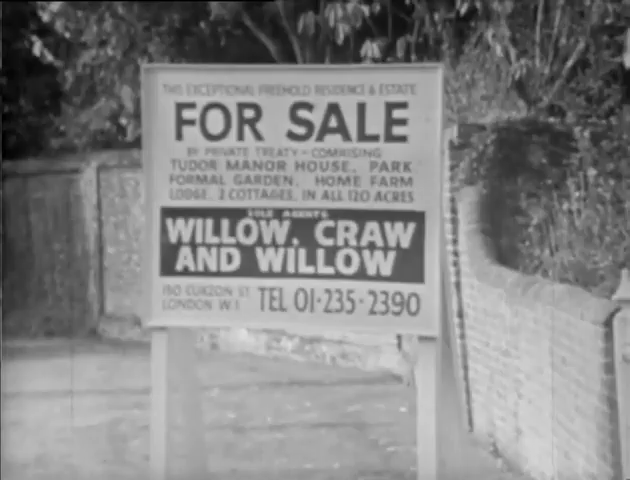 THIS EXCEPTIONAL FREEHOLD RESIDENCE & ESTATE
FOR SALE
BY PRIVATE TREATY - COMPRISING
TUDOR MANOR HOUSE, PARK
FORMAL GARDEN, HOME FARM
LODGE, 2 COTTAGES, IN ALL 120 ACRES
SOLE AGENTS
WILLOW, CRAW
AND WILLOW
150 CURZON ST
LONDON W.1
TEL 01·235·2390